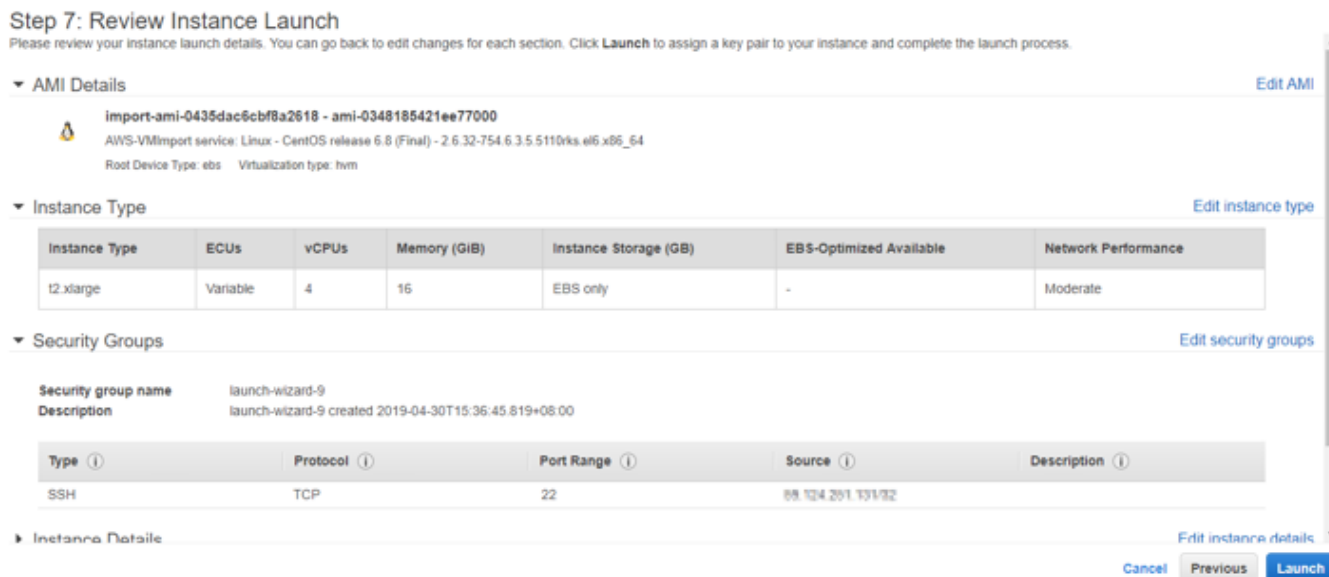 Step 7: Review Instance Launch
Please review your instance launch details. You can go back to edit changes for each section. Click Launch to assign a key pair to your instance and complete the launch process.
AMI Details Edit AMI
import-ami-0435dac6cbf8a2618 - ami-0348185421ee77000
AWS-VMImport service: Linux - CentOS release 6.8 (Final) - 2.6.32-754.6.3.5.5110rks.el6.x86_64
Root Device Type: ebs Virtualization type: hvm
Instance Type Edit instance type
Instance Type ECUs vCPUs Memory (GiB) Instance Storage (GB) EBS-Optimized Available Network Performance
t2.xlarge Variable 4 16 EBS only - Moderate
Security Groups Edit security groups
Security group name launch-wizard-9
Description launch-wizard-9 created 2019-04-30T15:36:45.819+08:00
Type Protocol Port Range Source Description
SSH TCP 22
Instance Details Edit instance details
Cancel Previous Launch